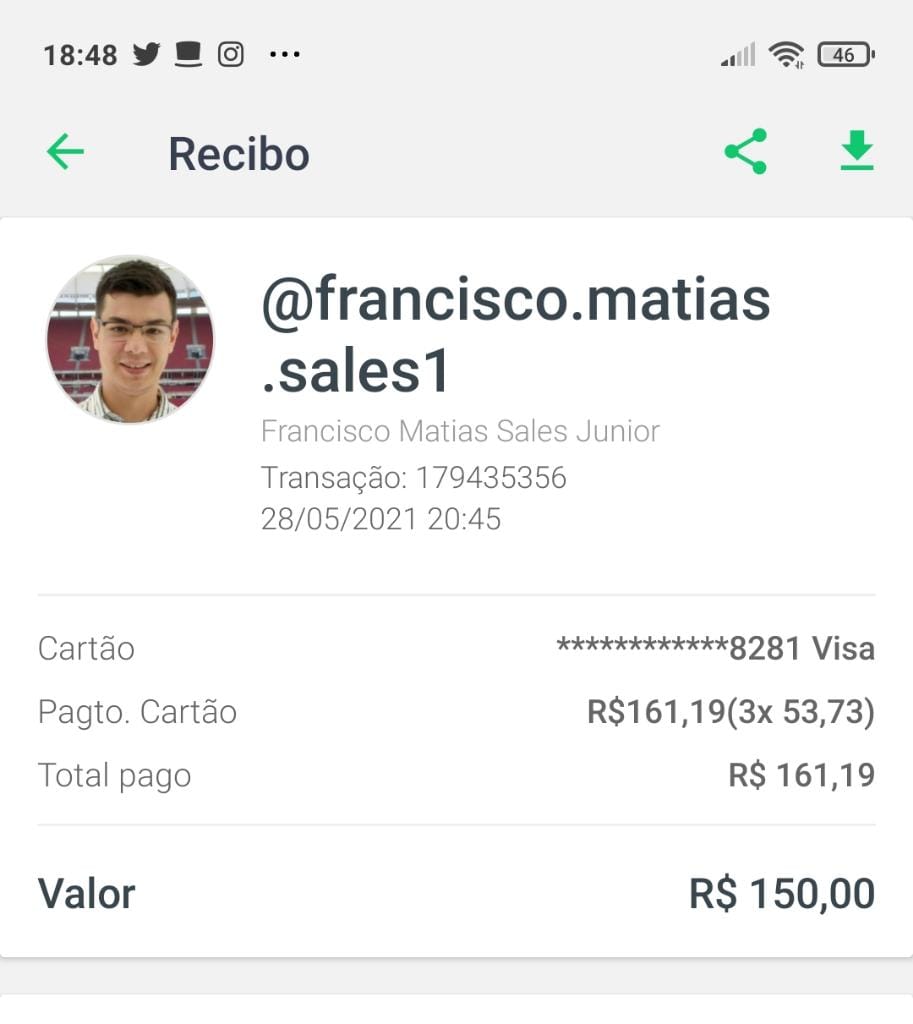 18:48
46
Recibo
@francisco.matias
.sales1
Francisco Matias Sales Junior
Transação: 179435356
28/05/2021 20:45
Cartão ************8281 Visa
Pagto. Cartão R$161,19(3x 53,73)
Total pago R$ 161,19
Valor R$ 150,00